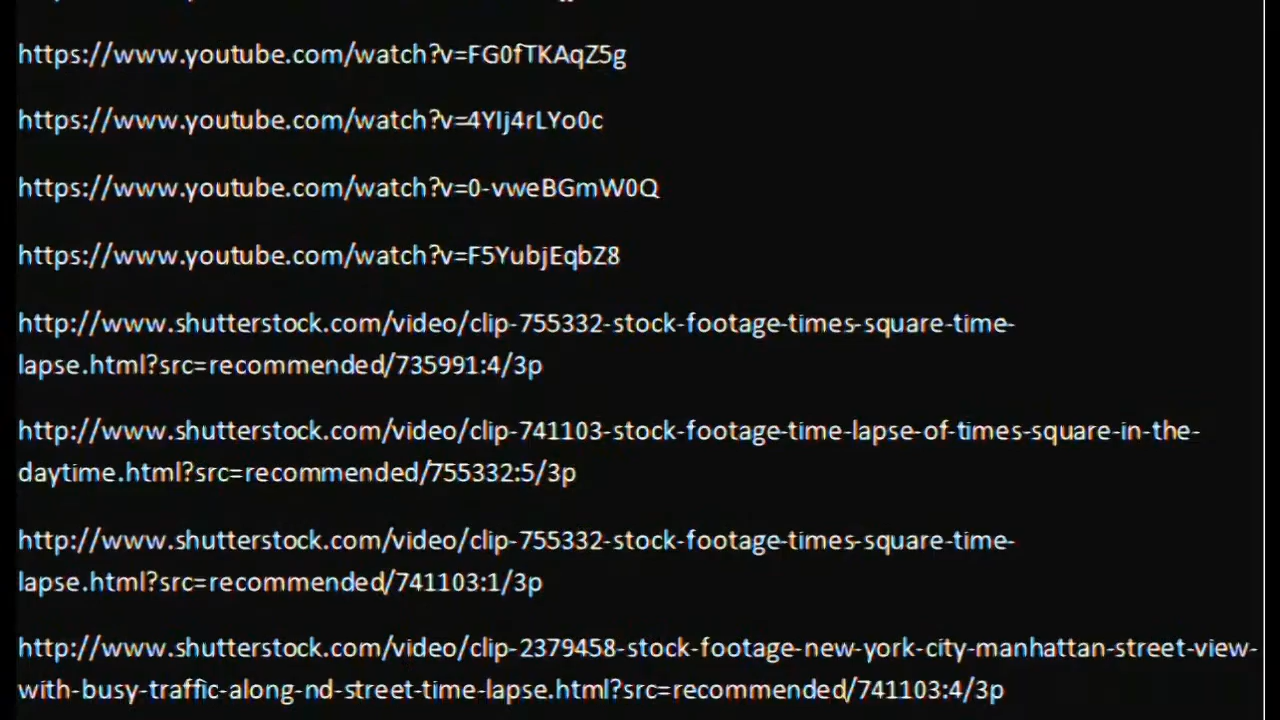 https://www.youtube.com/watch?v=FG0fTKAqZ5g
https://www.youtube.com/watch?v=4YIj4rLYo0c
https://www.youtube.com/watch?v=0-vweBGmW0Q
https://www.youtube.com/watch?v=F5YubjEqbZ8
http://www.shutterstock.com/video/clip-755332-stock-footage-times-square-time-
lapse.html?src=recommended/735991:4/3p
http://www.shutterstock.com/video/clip-741103-stock-footage-time-lapse-of-times-square-in-the-
daytime.html?src=recommended/755332:5/3p
http://www.shutterstock.com/video/clip-755332-stock-footage-times-square-time-
lapse.html?src=recommended/741103:1/3p
http://www.shutterstock.com/video/clip-2379458-stock-footage-new-york-city-manhattan-street-view-
with-busy-traffic-along-nd-street-time-lapse.html?src=recommended/741103:4/3p